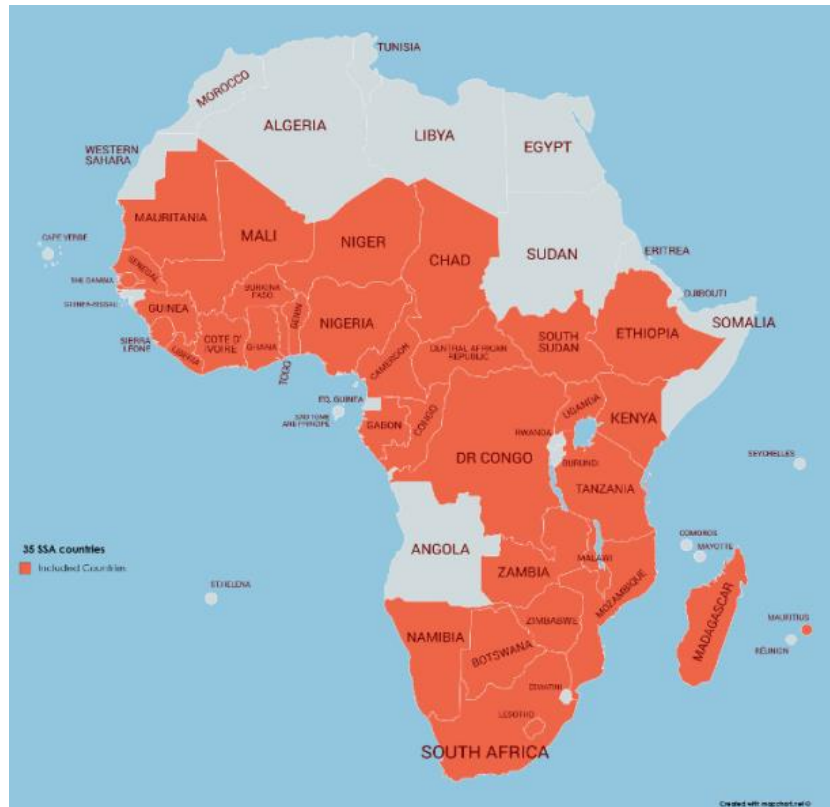 TUNISIA
MOROCCO
ALGERIA
LIBYA
EGYPT
WESTERN
SAHARA
MAURITANIA
MALI
NIGER
CHAD
SUDAN
ERITREA
CAPE VERDE
SENEGAL
THE GAMBIA
GUINEA-BISSAU
GUINEA
BURKINA
FASO
BENIN
NIGERIA
DJIBOUTI
SOMALIA
SIERRA
LEONE
LIBERIA
COTE D'
IVOIRE
GHANA
TOGO
CAMEROON
CENTRAL AFRICAN
REPUBLIC
SOUTH
SUDAN
ETHIOPIA
EQ. GUINEA
SAO TOME
AND PRINCIPE
GABON
CONGO
UGANDA
KENYA
RWANDA
DR CONGO
BURUNDI
TANZANIA
SEYCHELLES
35 SSA countries
Included Countries
ANGOLA
COMOROS
MAYOTTE
ZAMBIA
MALAWI
MOZAMBIQUE
ST.HELENA
MADAGASCAR
MAURITIUS
RÉUNION
NAMIBIA
ZIMBABWE
BOTSWANA
ESWATINI
LESOTHO
SOUTH AFRICA
Created with mapchart.net ©